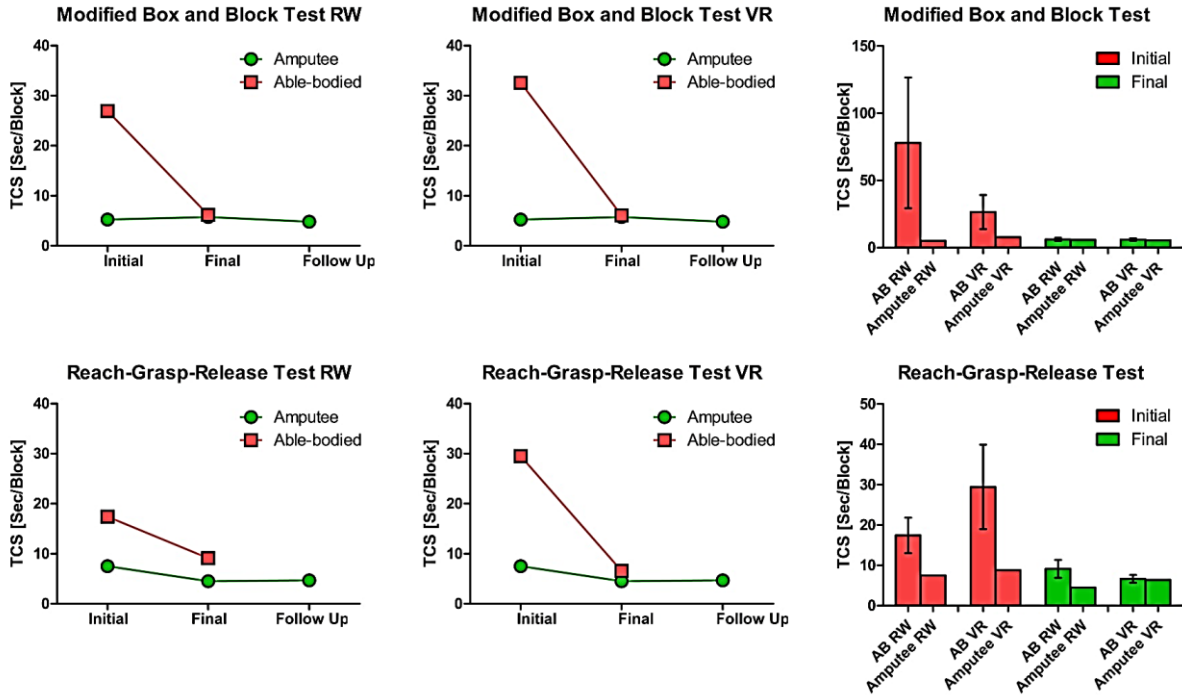 Modified Box and Block Test RW
TCS [Sec/Block]
40
30
20
10
0
Amputee
Able-bodied
Initial Final Follow Up
Modified Box and Block Test VR
TCS [Sec/Block]
40
30
20
10
0
Amputee
Able-bodied
Initial Final Follow Up
Modified Box and Block Test
TCS [Sec/Block]
150
100
50
0
Initial
Final
AB RW
Amputee RW
AB VR
Amputee VR
AB RW
Amputee RW
AB VR
Amputee VR
Reach-Grasp-Release Test RW
TCS [Sec/Block]
40
30
20
10
0
Amputee
Able-bodied
Initial Final Follow Up
Reach-Grasp-Release Test VR
TCS [Sec/Block]
40
30
20
10
0
Amputee
Able-bodied
Initial Final Follow Up
Reach-Grasp-Release Test
TCS [Sec/Block]
50
40
30
20
10
0
Initial
Final
AB RW
Amputee RW
AB VR
Amputee VR
AB RW
Amputee RW
AB VR
Amputee VR